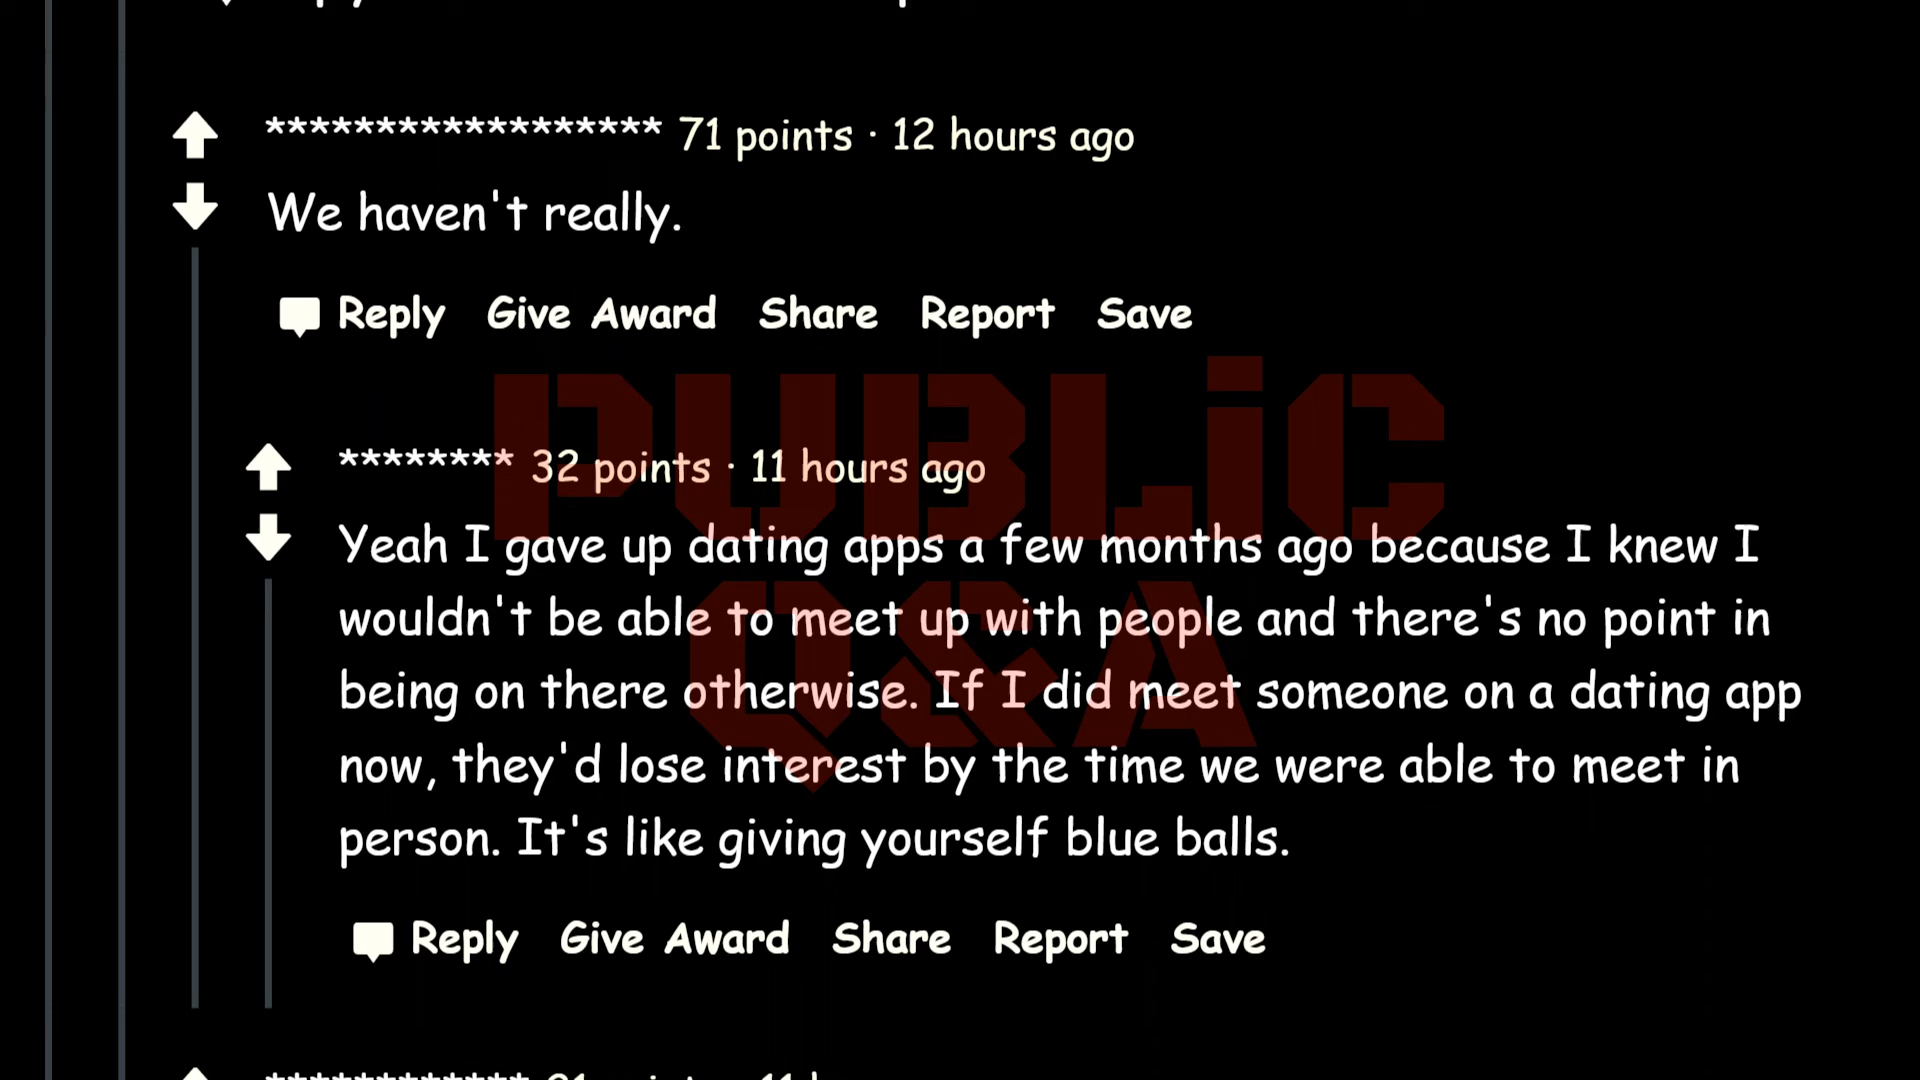 ****************** 71 points · 12 hours ago
We haven't really.
Reply Give Award Share Report Save
PUBLiC
Q&A
******** 32 points · 11 hours ago
Yeah I gave up dating apps a few months ago because I knew I
wouldn't be able to meet up with people and there's no point in
being on there otherwise. If I did meet someone on a dating app
now, they'd lose interest by the time we were able to meet in
person. It's like giving yourself blue balls.
Reply Give Award Share Report Save